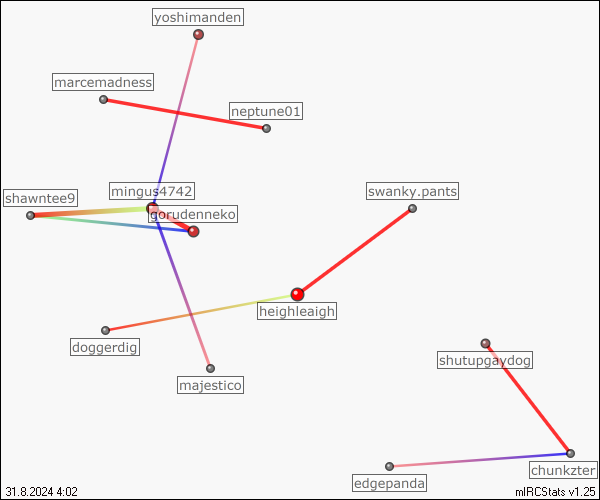 yoshimanden
marcemadness
neptune01
mingus4742
swanky.pants
shawntee9
gorudenneko
heighleaigh
doggerdig
shutupgaydog
majestico
chunkzter
edgepanda
31.8.2024 4:02
mIRCStats v1.25